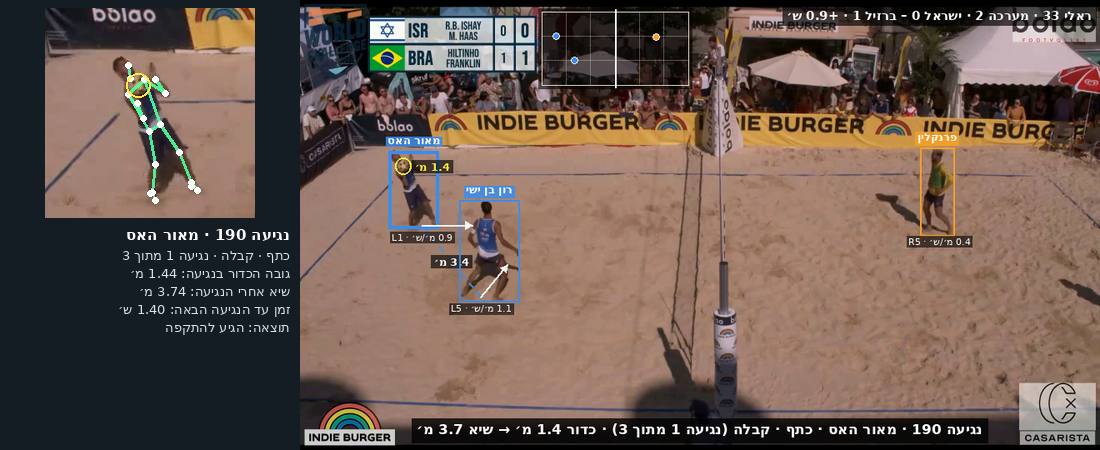 ראלי 33 · מערכה 2 · ישראל 0 – ברזיל 1 · +0.9 ש׳
ISR R.B. ISHAY M. HAAS 0 0
BRA HILTINHO FRANKLIN 1 1
INDIE BURGER
bolao
FOOTVOLLEY
bolao
INDIE BURGER
BURGER
CASARISTA
מאור האס
1.4 מ׳
רון בן ישי
פרנקלין
L1 · 0.9 מ׳/ש׳
3.4 מ׳
L5 · 1.1 מ׳/ש׳
R5 · 0.4 מ׳/ש׳
נגיעה 190 · מאור האס
כתף · קבלה · נגיעה 1 מתוך 3
גובה הכדור בנגיעה: 1.44 מ׳
שיא אחרי הנגיעה: 3.74 מ׳
זמן עד הנגיעה הבאה: 1.40 ש׳
תוצאה: הגיע להתקפה
נגיעה 190 · מאור האס · כתף · קבלה (נגיעה 1 מתוך 3) · כדור 1.4 מ׳ → שיא 3.7 מ׳
INDIE BURGER
CASARISTA